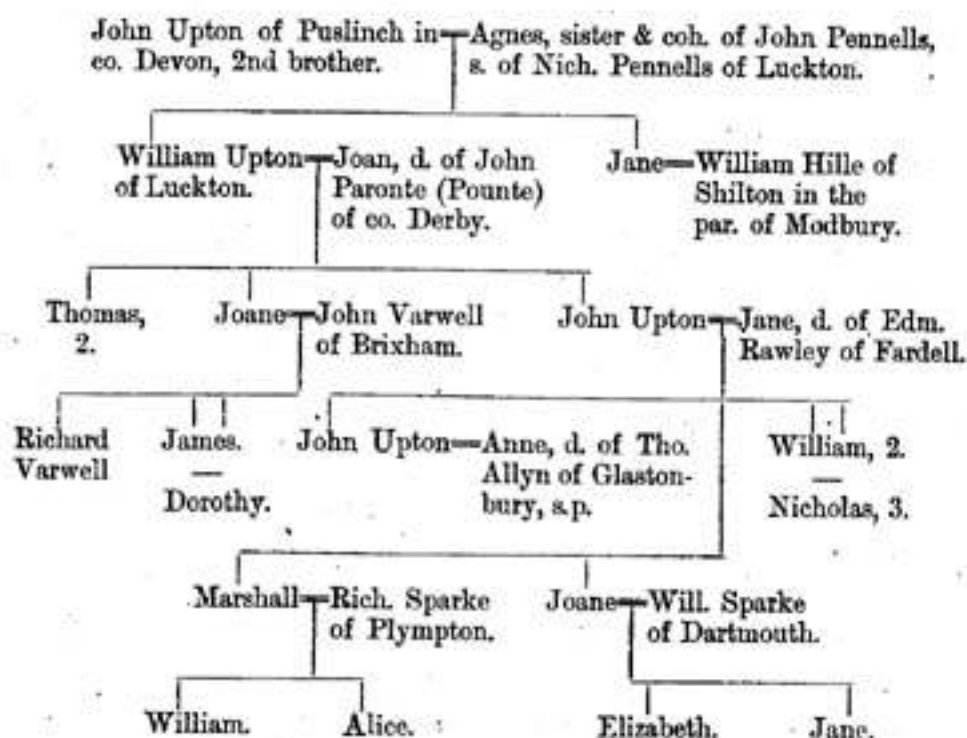 John Upton of Puslinch in
co. Devon, 2nd brother.
Agnes, sister & coh. of John Pennells,
s. of Nich. Pennells of Luckton.
William Upton
of Luckton.
Joan, d. of John
Paronte (Pounte)
of co. Derby.
Jane
William Hille of
Shilton in the
par. of Modbury.
Thomas,
2.
Joane
John Varwell
of Brixham.
John Upton
Jane, d. of Edm.
Rawley of Fardell.
Richard
Varwell
James.
—
Dorothy.
John Upton
Anne, d. of Tho.
Allyn of Glaston-
bury, s.p.
William, 2.
—
Nicholas, 3.
Marshall
Rich. Sparke
of Plympton.
Joane
Will. Sparke
of Dartmouth.
William.
Alice.
Elizabeth.
Jane.